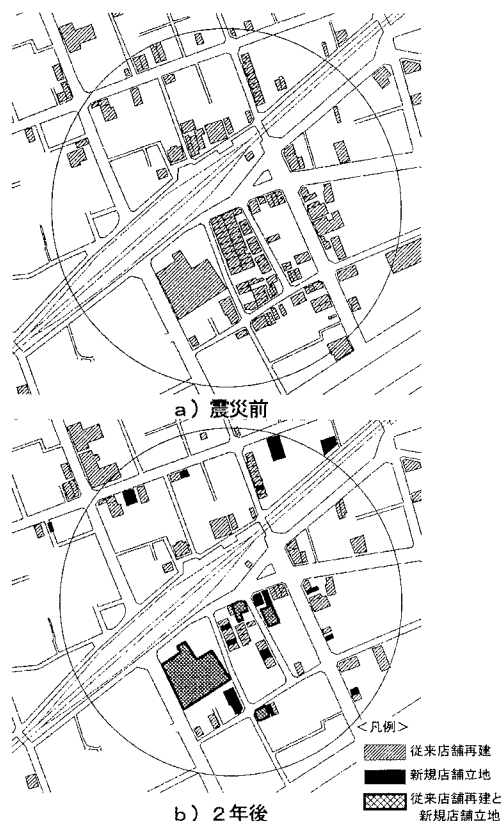 a）震災前
＜凡例＞
従来店舗再建
新規店舗立地
従来店舗再建と
新規店舗立地
b）2年後